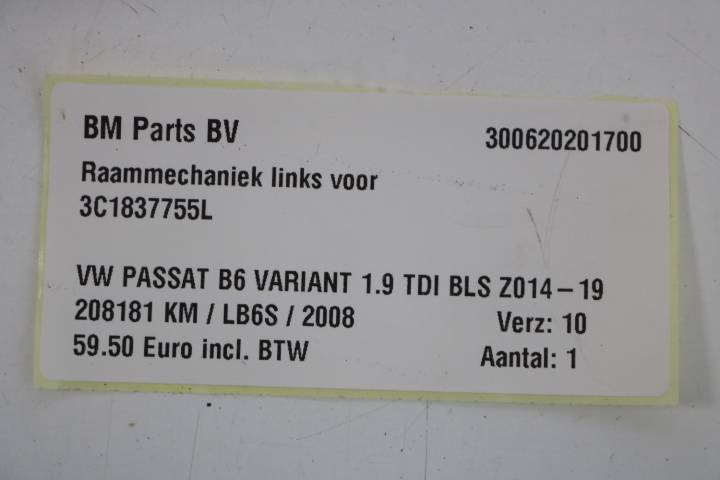 BM Parts BV 300620201700
Raammechaniek links voor
3C1837755L
VW PASSAT B6 VARIANT 1.9 TDI BLS Z014-19
208181 KM / LB6S / 2008 Verz: 10
59.50 Euro incl. BTW Aantal: 1